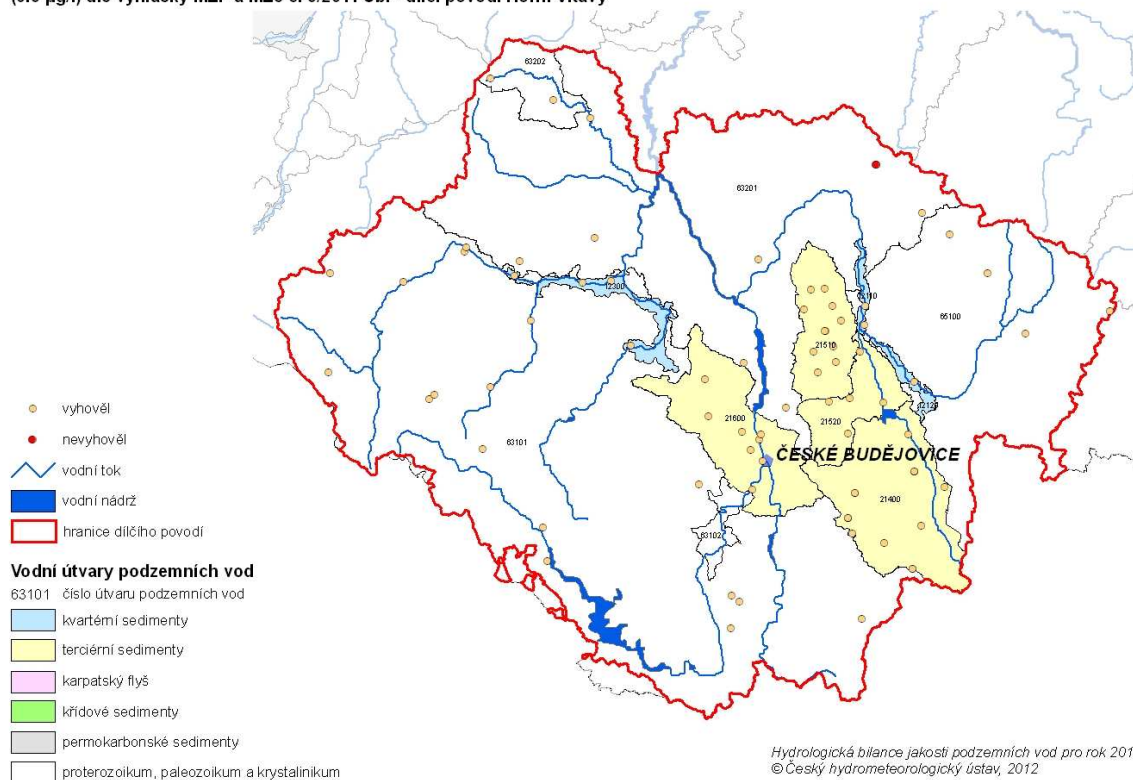 63202
63201
12300
12110
65100
21510
12120
21600
21520
63101
ČESKÉ BUDĚJOVICE
21400
63102
vyhověl
nevyhověl
vodní tok
vodní nádrž
hranice dílčího povodí
Vodní útvary podzemních vod
63101 číslo útvaru podzemních vod
kvartérní sedimenty
terciérní sedimenty
karpatský flyš
křídové sedimenty
permokarbonské sedimenty
proterozoikum, paleozoikum a krystalinikum
Hydrologická bilance jakosti podzemních vod pro rok 201
© Český hydrometeorologický ústav, 2012